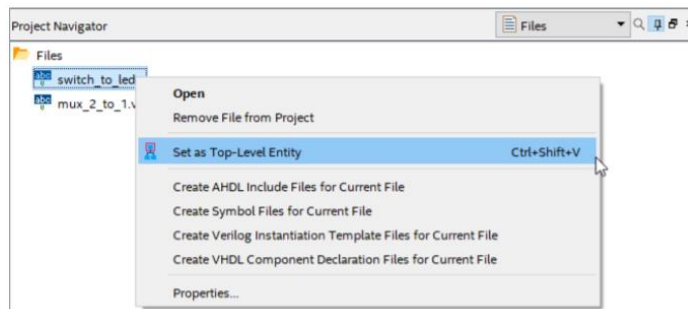 Project Navigator
Files
Files
switch_to_led
mux_2_to_1.v
Open
Remove File from Project
Set as Top-Level Entity Ctrl+Shift+V
Create AHDL Include Files for Current File
Create Symbol Files for Current File
Create Verilog Instantiation Template Files for Current File
Create VHDL Component Declaration Files for Current File
Properties...